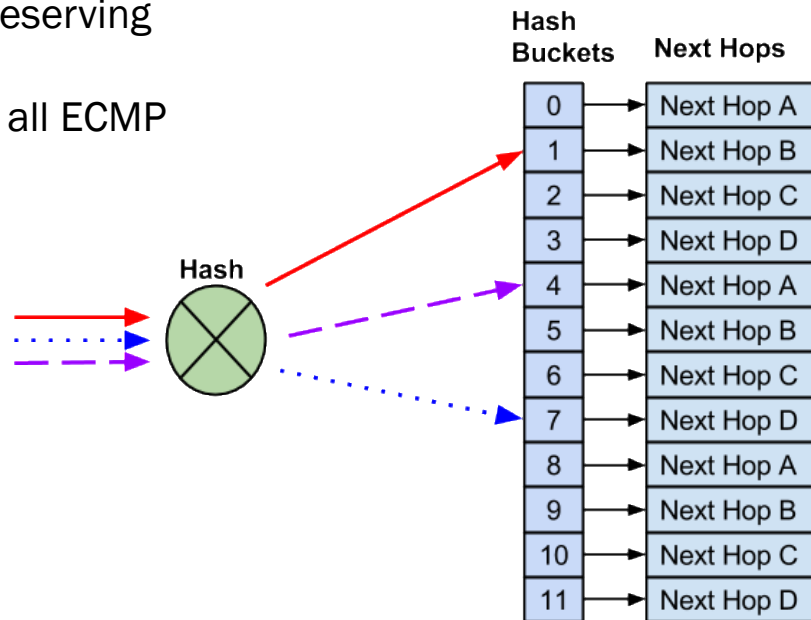 eserving
all ECMP
Hash
Buckets
Next Hops
Hash
0 Next Hop A
1 Next Hop B
2 Next Hop C
3 Next Hop D
4 Next Hop A
5 Next Hop B
6 Next Hop C
7 Next Hop D
8 Next Hop A
9 Next Hop B
10 Next Hop C
11 Next Hop D